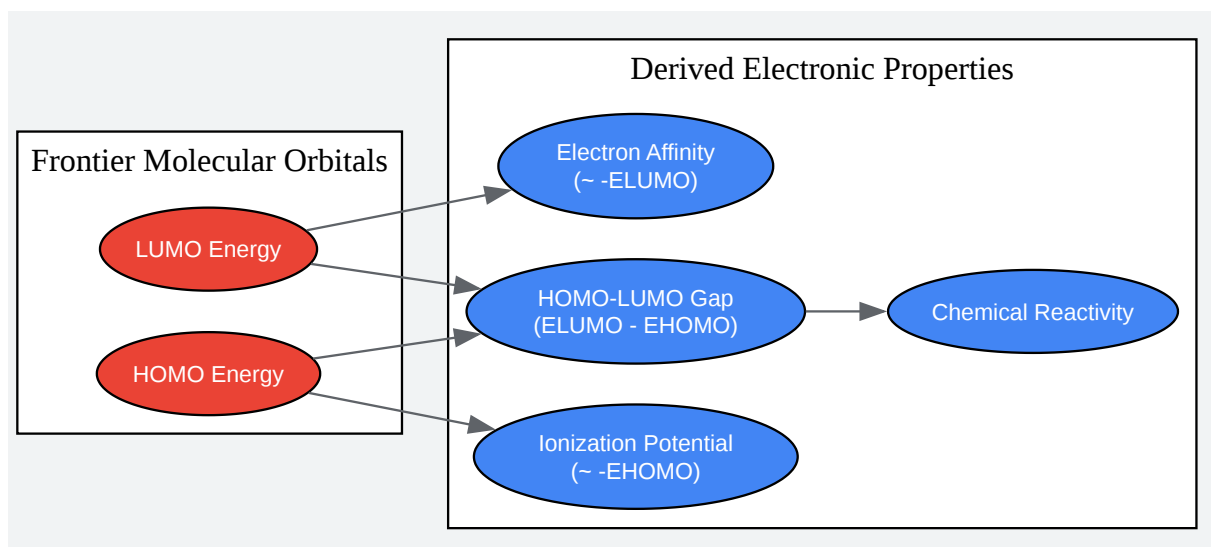 Frontier Molecular Orbitals
LUMO Energy
HOMO Energy
Derived Electronic Properties
Electron Affinity
(~ -ELUMO)
HOMO-LUMO Gap
(ELUMO - EHOMO)
Ionization Potential
(~ -EHOMO)
Chemical Reactivity